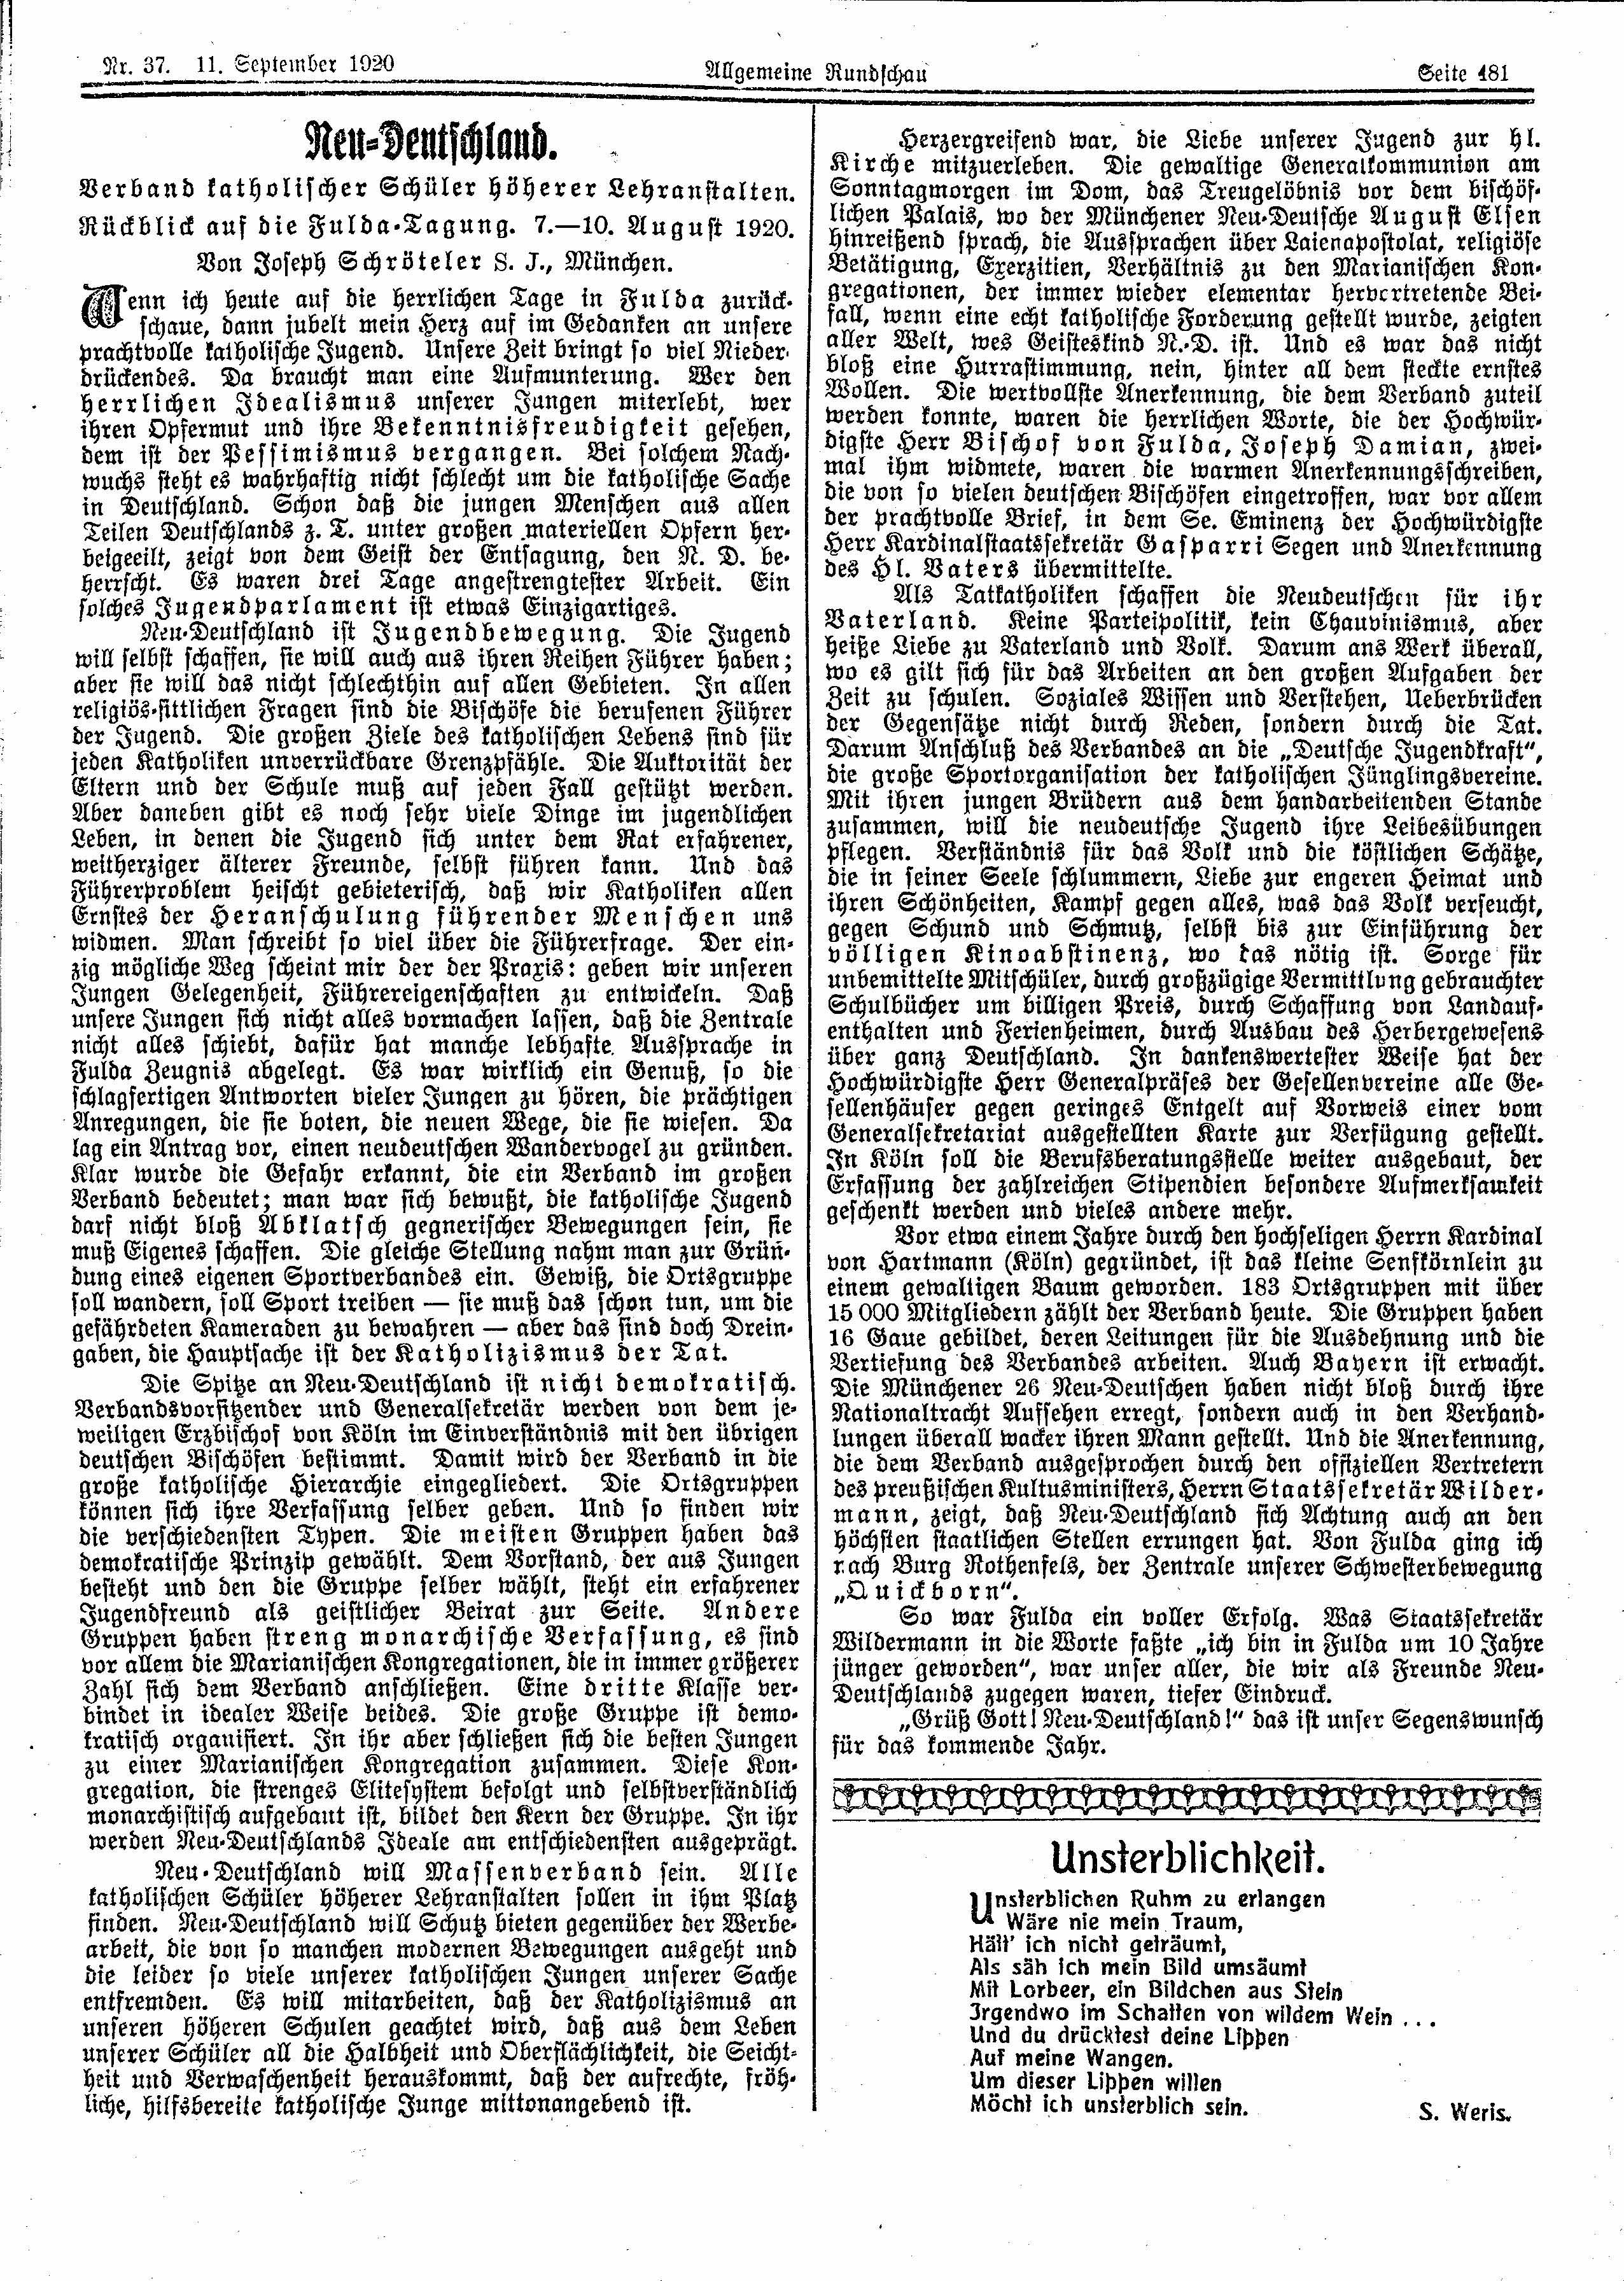 Nr. 37. 11. September 1920 Allgemeine Rundschau Seite 481
Neu-Deutschland.
Verband katholischer Schüler höherer Lehranstalten.
Rückblick auf die Fulda-Tagung. 7.—10. August 1920.
Von Joseph Schröteler S. J., München.
Wenn ich heute auf die herrlichen Tage in Fulda zurück-
schaue, dann jubelt mein Herz auf im Gedanken an unsere
prachtvolle katholische Jugend. Unsere Zeit bringt so viel Nieder-
drückendes. Da braucht man eine Aufmunterung. Wer den
herrlichen Idealismus unserer Jungen miterlebt, wer
ihren Opfermut und ihre Bekenntnisfreudigkeit gesehen,
dem ist der Pessimismus vergangen. Bei solchem Nach-
wuchs steht es wahrhaftig nicht schlecht um die katholische Sache
in Deutschland. Schon daß die jungen Menschen aus allen
Teilen Deutschlands z. T. unter großen materiellen Opfern her-
beigeeilt, zeigt von dem Geist der Entsagung, den N. D. be-
herrscht. Es waren drei Tage angestrengtester Arbeit. Ein
solches Jugendparlament ist etwas Einzigartiges.
Neu-Deutschland ist Jugendbewegung. Die Jugend
will selbst schaffen, sie will auch aus ihren Reihen Führer haben;
aber sie will das nicht schlechthin auf allen Gebieten. In allen
religiös-sittlichen Fragen sind die Bischöfe die berufenen Führer
der Jugend. Die großen Ziele des katholischen Lebens sind für
jeden Katholiken unverrückbare Grenzpfähle. Die Auktorität der
Eltern und der Schule muß auf jeden Fall gestützt werden.
Aber daneben gibt es noch sehr viele Dinge im jugendlichen
Leben, in denen die Jugend sich unter dem Rat erfahrener,
weitherziger älterer Freunde, selbst führen kann. Und das
Führerproblem heischt gebieterisch, daß wir Katholiken allen
Ernstes der Heranschulung führender Menschen uns
widmen. Man schreibt so viel über die Führerfrage. Der ein-
zig mögliche Weg scheint mir der der Praxis: geben wir unseren
Jungen Gelegenheit, Führereigenschaften zu entwickeln. Daß
unsere Jungen sich nicht alles vormachen lassen, daß die Zentrale
nicht alles schiebt, dafür hat manche lebhafte Aussprache in
Fulda Zeugnis abgelegt. Es war wirklich ein Genuß, so die
schlagfertigen Antworten vieler Jungen zu hören, die prächtigen
Anregungen, die sie boten, die neuen Wege, die sie wiesen. Da
lag ein Antrag vor, einen neudeutschen Wandervogel zu gründen.
Klar wurde die Gefahr erkannt, die ein Verband im großen
Verband bedeutet; man war sich bewußt, die katholische Jugend
darf nicht bloß Abklatsch gegnerischer Bewegungen sein, sie
muß Eigenes schaffen. Die gleiche Stellung nahm man zur Grün-
dung eines eigenen Sportverbandes ein. Gewiß, die Ortsgruppe
soll wandern, soll Sport treiben — sie muß das schon tun, um die
gefährdeten Kameraden zu bewahren — aber das sind doch Drein-
gaben, die Hauptsache ist der Katholizismus der Tat.
Die Spitze an Neu-Deutschland ist nicht demokratisch.
Verbandsvorsitzender und Generalsekretär werden von dem je-
weiligen Erzbischof von Köln im Einverständnis mit den übrigen
deutschen Bischöfen bestimmt. Damit wird der Verband in die
große katholische Hierarchie eingegliedert. Die Ortsgruppen
können sich ihre Verfassung selber geben. Und so finden wir
die verschiedensten Typen. Die meisten Gruppen haben das
demokratische Prinzip gewählt. Dem Vorstand, der aus Jungen
besteht und den die Gruppe selber wählt, steht ein erfahrener
Jugendfreund als geistlicher Beirat zur Seite. Andere
Gruppen haben streng monarchische Verfassung, es sind
vor allem die Marianischen Kongregationen, die in immer größerer
Zahl sich dem Verband anschließen. Eine dritte Klasse ver-
bindet in idealer Weise beides. Die große Gruppe ist demo-
kratisch organisiert. In ihr aber schließen sich die besten Jungen
zu einer Marianischen Kongregation zusammen. Diese Kon-
gregation, die strenges Elitesystem befolgt und selbstverständlich
monarchistisch aufgebaut ist, bildet den Kern der Gruppe. In ihr
werden Neu-Deutschlands Ideale am entschiedensten ausgeprägt.
Neu-Deutschland will Massenverband sein. Alle
katholischen Schüler höherer Lehranstalten sollen in ihm Platz
finden. Neu-Deutschland will Schutz bieten gegenüber der Werbe-
arbeit, die von so manchen modernen Bewegungen ausgeht und
die leider so viele unserer katholischen Jungen unserer Sache
entfremden. Es will mitarbeiten, daß der Katholizismus an
unseren höheren Schulen geachtet wird, daß aus dem Leben
unserer Schüler all die Halbheit und Oberflächlichkeit, die Seicht-
heit und Verwaschenheit herauskommt, daß der aufrechte, fröh-
liche, hilfsbereite katholische Junge mittonangebend ist.
Herzergreifend war, die Liebe unserer Jugend zur hl.
Kirche mitzuerleben. Die gewaltige Generalkommunion am
Sonntagmorgen im Dom, das Treugelöbnis vor dem bischöf-
lichen Palais, wo der Münchener Neu-Deutsche August Elsen
hinreißend sprach, die Aussprachen über Laienapostolat, religiöse
Betätigung, Exerzitien, Verhältnis zu den Marianischen Kon-
gregationen, der immer wieder elementar hervortretende Bei-
fall, wenn eine echt katholische Forderung gestellt wurde, zeigten
aller Welt, wes Geisteskind N.-D. ist. Und es war das nicht
bloß eine Hurrastimmung, nein, hinter all dem steckte ernstes
Wollen. Die wertvollste Anerkennung, die dem Verband zuteil
werden konnte, waren die herrlichen Worte, die der Hochwür-
digste Herr Bischof von Fulda, Joseph Damian, zwei-
mal ihm widmete, waren die warmen Anerkennungsschreiben,
die von so vielen deutschen Bischöfen eingetroffen, war vor allem
der prachtvolle Brief, in dem Se. Eminenz der Hochwürdigste
Herr Kardinalstaatssekretär Gasparri Segen und Anerkennung
des Hl. Vaters übermittelte.
Als Tatkatholiken schaffen die Neudeutschen für ihr
Vaterland. Keine Parteipolitik, kein Chauvinismus, aber
heiße Liebe zu Vaterland und Volk. Darum ans Werk überall,
wo es gilt sich für das Arbeiten an den großen Aufgaben der
Zeit zu schulen. Soziales Wissen und Verstehen, Ueberbrücken
der Gegensätze nicht durch Reden, sondern durch die Tat.
Darum Anschluß des Verbandes an die „Deutsche Jugendkraft“,
die große Sportorganisation der katholischen Jünglingsvereine.
Mit ihren jungen Brüdern aus dem handarbeitenden Stande
zusammen, will die neudeutsche Jugend ihre Leibesübungen
pflegen. Verständnis für das Volk und die köstlichen Schätze,
die in seiner Seele schlummern, Liebe zur engeren Heimat und
ihren Schönheiten, Kampf gegen alles, was das Volk verseucht,
gegen Schund und Schmutz, selbst bis zur Einführung der
völligen Kinoabstinenz, wo das nötig ist. Sorge für
unbemittelte Mitschüler, durch großzügige Vermittlung gebrauchter
Schulbücher um billigen Preis, durch Schaffung von Landauf-
enthalten und Ferienheimen, durch Ausbau des Herbergewesens
über ganz Deutschland. In dankenswertester Weise hat der
Hochwürdigste Herr Generalpräses der Gesellenvereine alle Ge-
sellenhäuser gegen geringes Entgelt auf Vorweis einer vom
Generalsekretariat ausgestellten Karte zur Verfügung gestellt.
In Köln soll die Berufsberatungsstelle weiter ausgebaut, der
Erfassung der zahlreichen Stipendien besondere Aufmerksamkeit
geschenkt werden und vieles andere mehr.
Vor etwa einem Jahre durch den hochseligen Herrn Kardinal
von Hartmann (Köln) gegründet, ist das kleine Senfkörnlein zu
einem gewaltigen Baum geworden. 183 Ortsgruppen mit über
15 000 Mitgliedern zählt der Verband heute. Die Gruppen haben
16 Gaue gebildet, deren Leitungen für die Ausdehnung und die
Vertiefung des Verbandes arbeiten. Auch Bayern ist erwacht.
Die Münchener 26 Neu-Deutschen haben nicht bloß durch ihre
Nationaltracht Aufsehen erregt, sondern auch in den Verhand-
lungen überall wacker ihren Mann gestellt. Und die Anerkennung,
die dem Verband ausgesprochen durch den offiziellen Vertretern
des preußischen Kultusministers, Herrn Staatssekretär Wilder-
mann, zeigt, daß Neu-Deutschland sich Achtung auch an den
höchsten staatlichen Stellen errungen hat. Von Fulda ging ich
nach Burg Rothenfels, der Zentrale unserer Schwesterbewegung
„Quickborn“.
So war Fulda ein voller Erfolg. Was Staatssekretär
Wildermann in die Worte faßte „ich bin in Fulda um 10 Jahre
jünger geworden“, war unser aller, die wir als Freunde Neu-
Deutschlands zugegen waren, tiefer Eindruck.
„Grüß Gott! Neu-Deutschland!“ das ist unser Segenswunsch
für das kommende Jahr.
Unsterblichkeit.
Unsterblichen Ruhm zu erlangen
Wäre nie mein Traum,
Hätt’ ich nicht geträumt,
Als säh ich mein Bild umsäumt
Mit Lorbeer, ein Bildchen aus Stein
Irgendwo im Schatten von wildem Wein ...
Und du drücktest deine Lippen
Auf meine Wangen.
Um dieser Lippen willen
Möcht ich unsterblich sein.
S. Weris.